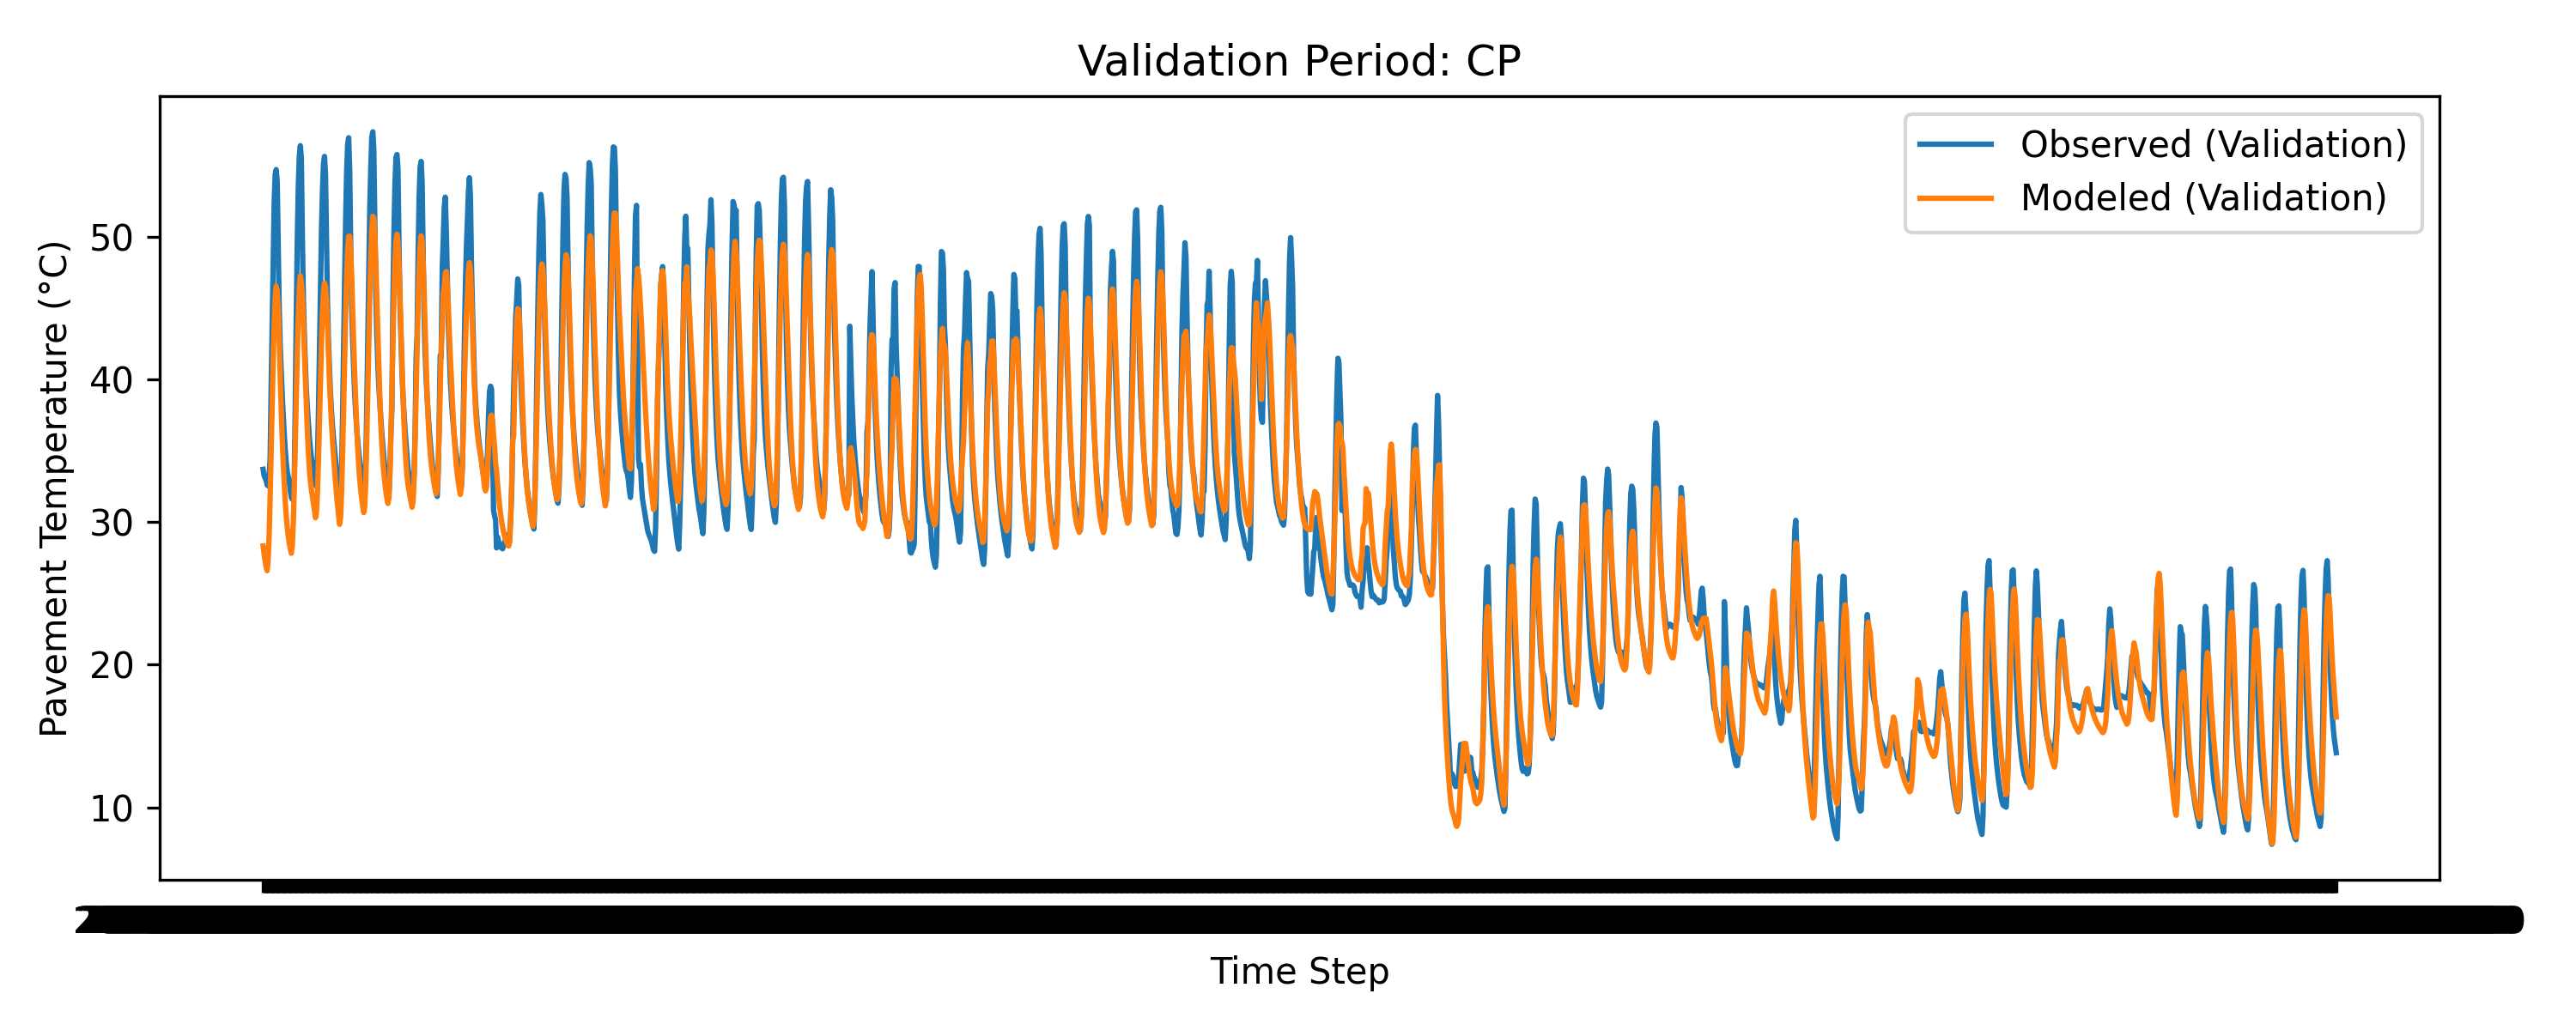 Validation Period: CP
Observed (Validation)
Modeled (Validation)
Pavement Temperature (°C)
50
40
30
20
10
Time Step